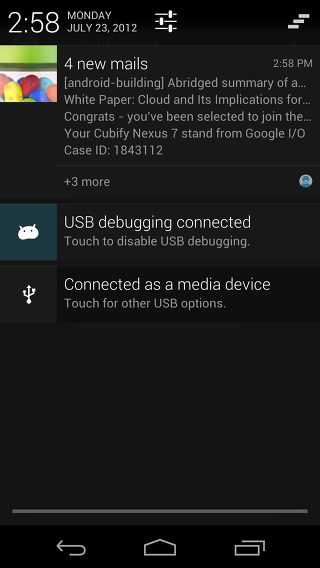 2:58 MONDAY
JULY 23, 2012
4 new mails 2:58 PM
[android-building] Abridged summary of a...
White Paper: Cloud and Its Implications for...
Congrats - you've been selected to join the...
Your Cubify Nexus 7 stand from Google I/O
Case ID: 1843112
+3 more
USB debugging connected
Touch to disable USB debugging.
Connected as a media device
Touch for other USB options.